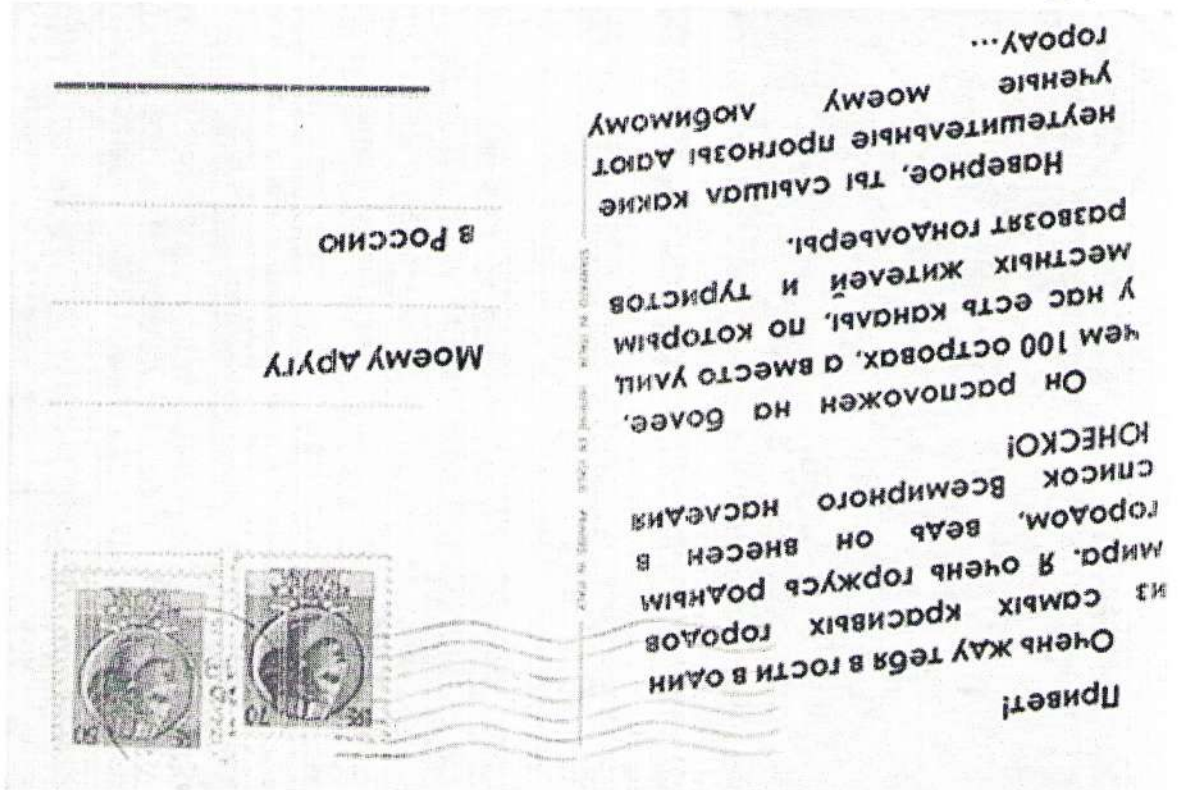 Привет!
Очень жду тебя в гости в один
из самых красивых городов
мира. Я очень горжусь родным
городом, ведь он внесен в
список Всемирного наследия
ЮНЕСКО!
Он расположен на более,
чем 100 островах, а вместо улиц
у нас есть каналы, по которым
местных жителей и туристов
развозят гондольеры.
Наверное, ты слышал какие
неутешительные прогнозы дают
ученые моему любимому
городу...
70
50
Моему другу
в Россию